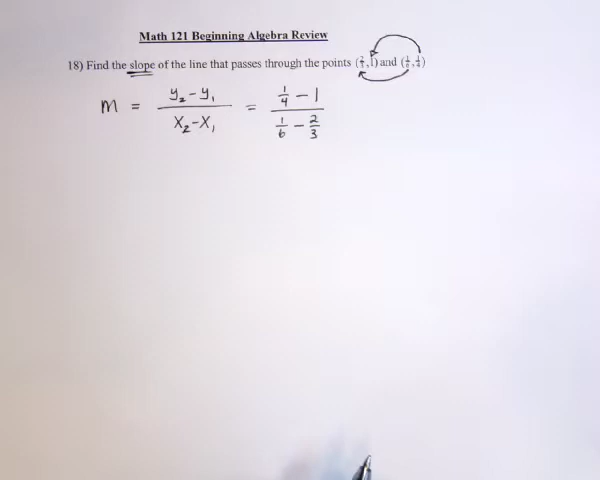 Math 121 Beginning Algebra Review
18) Find the slope of the line that passes through the points (2/3, 1) and (1/6, 1/4)
m = (y₂ - y₁)/(x₂ - x₁) = (1/4 - 1)/(1/6 - 2/3)